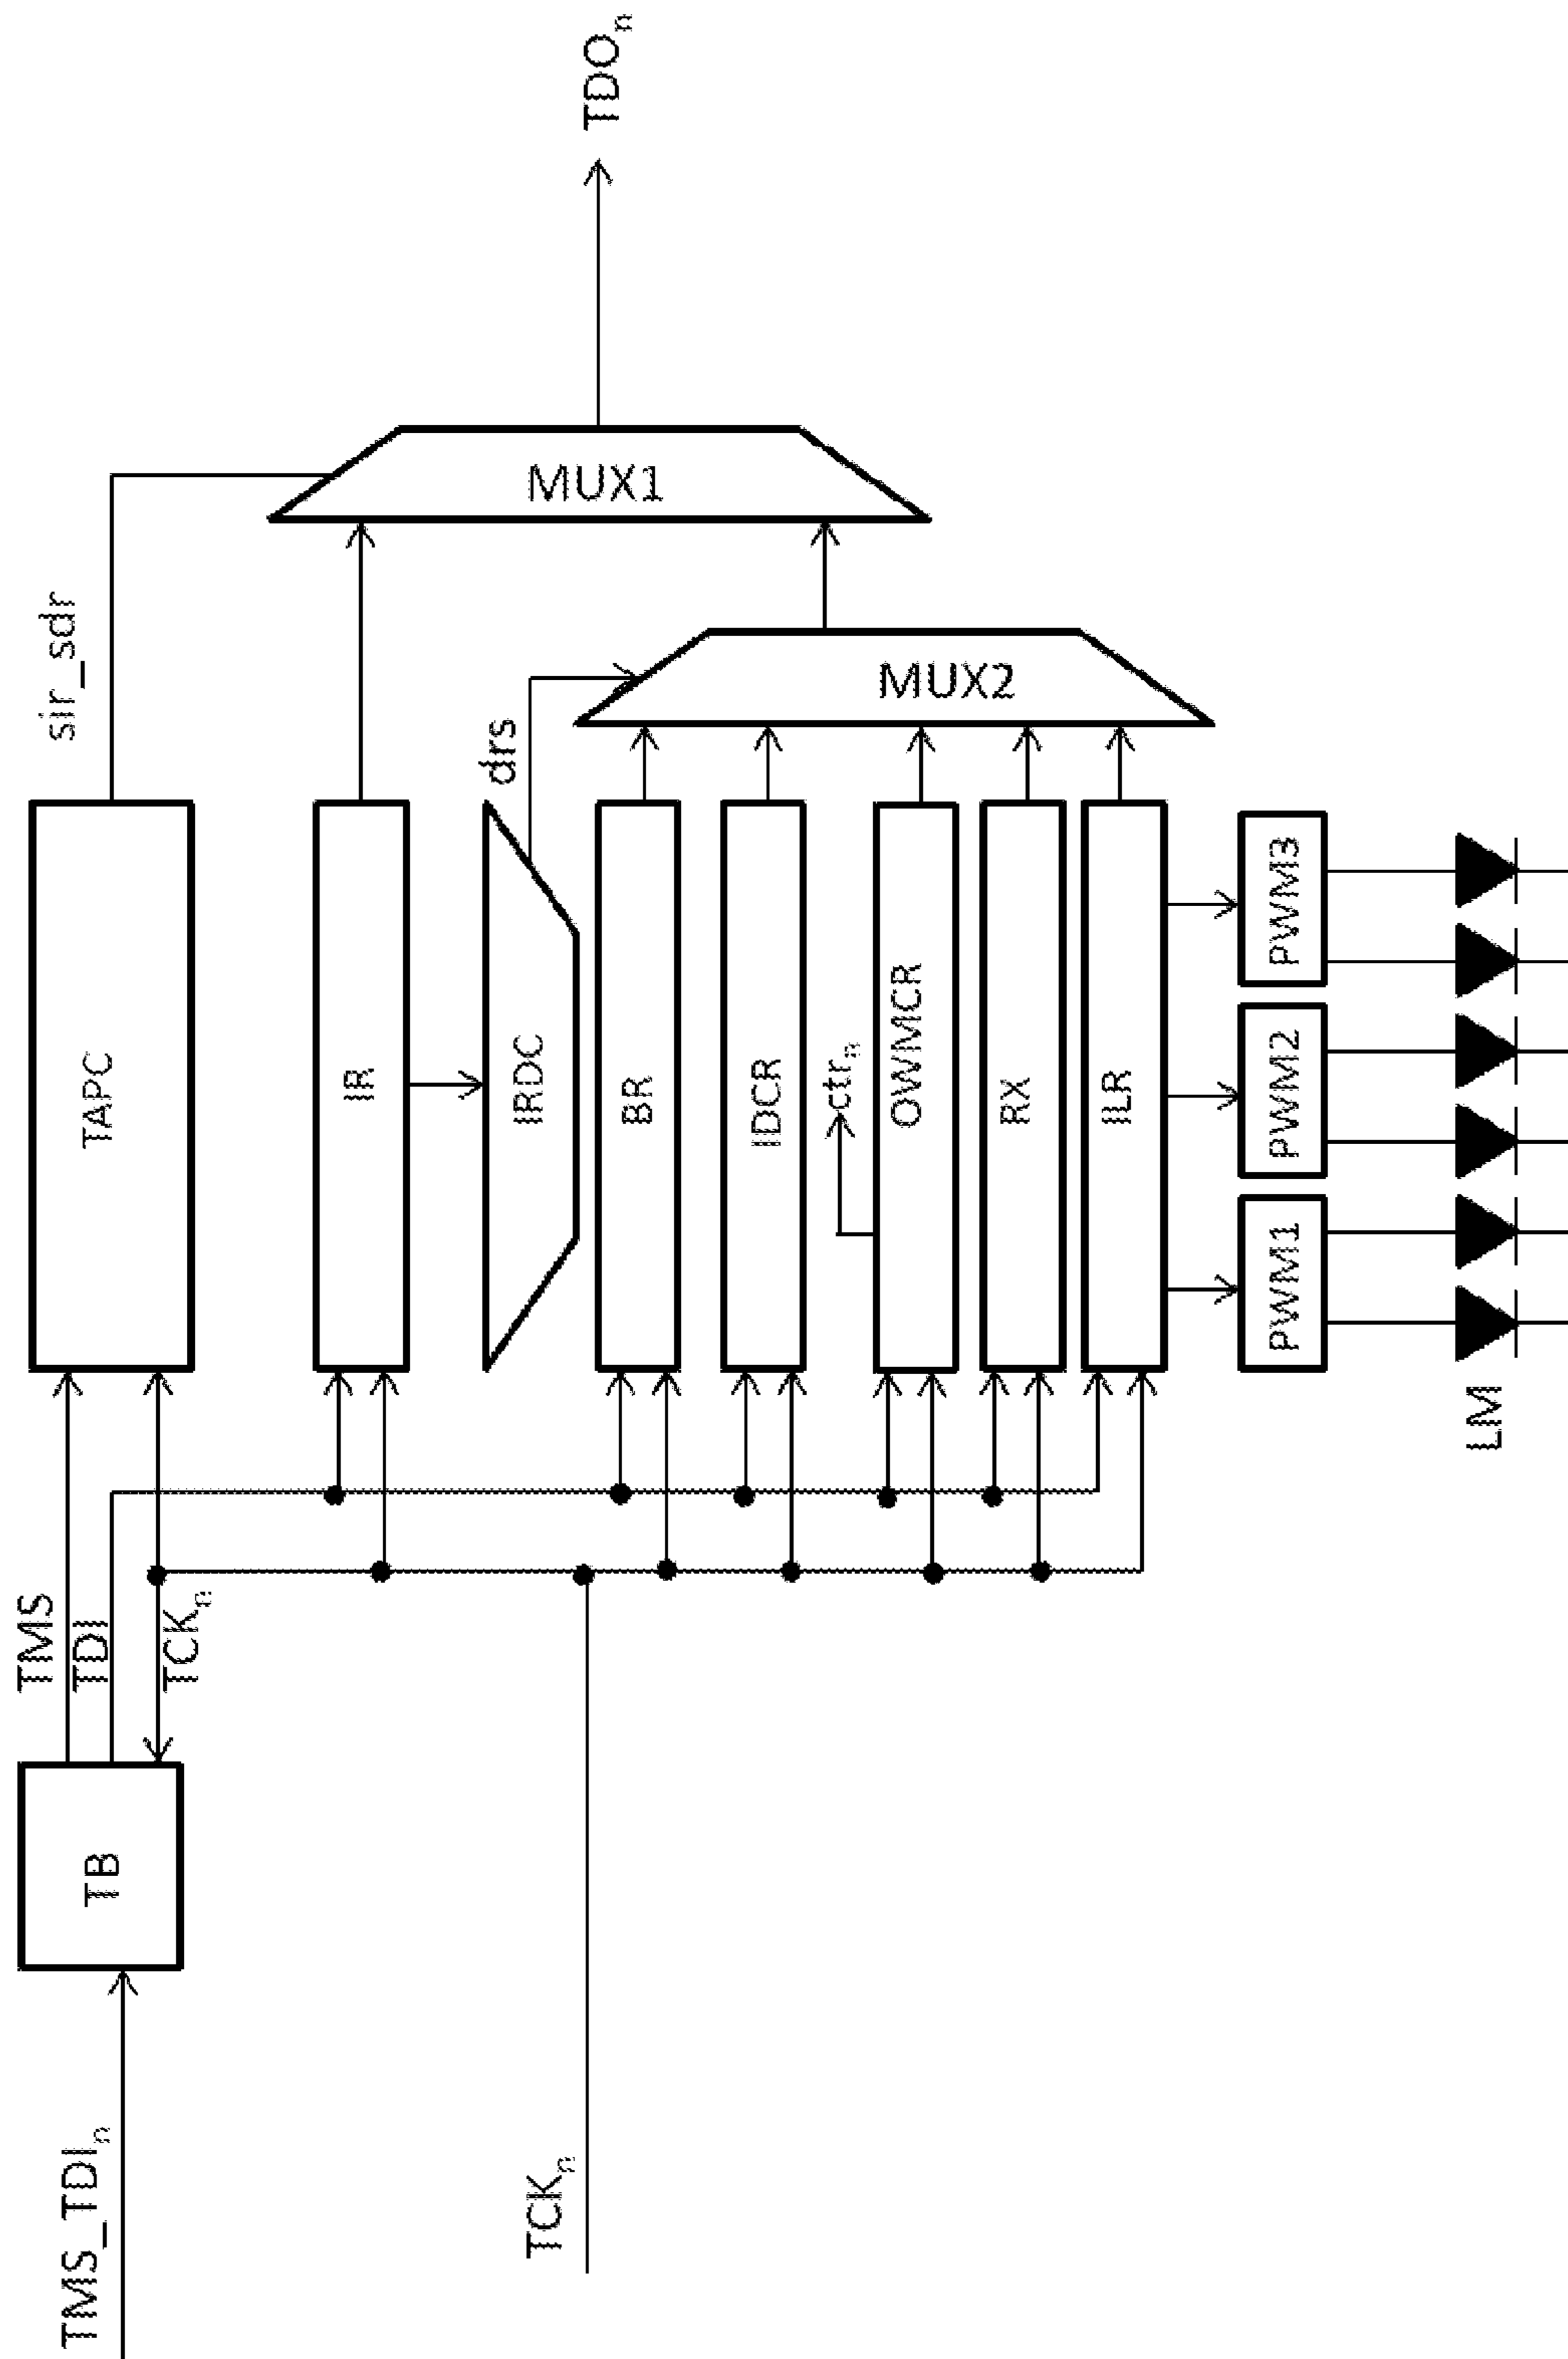 TMS_TDIn
TB
TMS
TDI
TCKn
TCKn
TAPC
sir_sdr
IR
IRDC
drs
BR
IDCR
ctrn
OWMCR
RX
ILR
MUX2
MUX1
TDOn
PWM1
PWM2
PWM3
LM